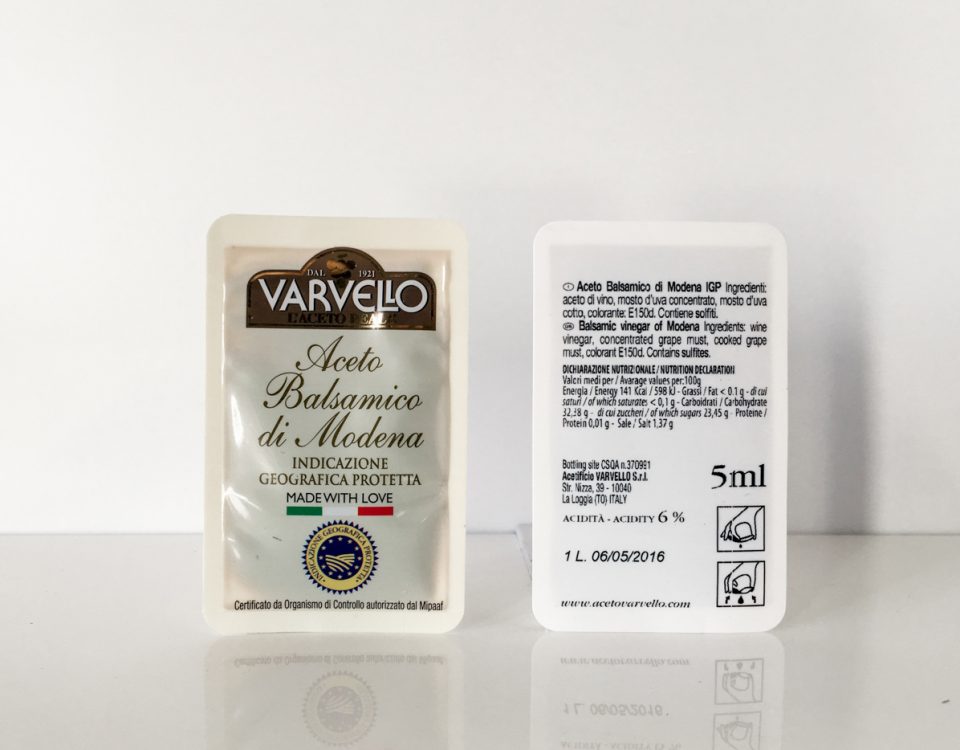 DAL 1921
VARVELLO
L'ACETO REALE
Aceto
Balsamico
di Modena
INDICAZIONE
GEOGRAFICA PROTETTA
MADE WITH LOVE
INDICAZIONE GEOGRAFICA PROTETTA
Certificato da Organismo di Controllo autorizzato dal Mipaaf
Aceto Balsamico di Modena IGP Ingredienti:
aceto di vino, mosto d'uva concentrato, mosto d'uva
cotto, colorante: E150d. Contiene solfiti.
Balsamic vinegar of Modena Ingredients: wine
vinegar, concentrated grape must, cooked grape
must, colorant E150d. Contains sulfites.
DICHIARAZIONE NUTRIZIONALE / NUTRITION DECLARATION
Valori medi per / Avarage values per:100g
Energia / Energy 141 Kcal / 598 kJ - Grassi / Fat < 0.1 g - di cui
saturi / of which saturates < 0,1 g - Carboidrati / Carbohydrate
32,38 g - di cui zuccheri / of which sugars 23,45 g - Proteine /
Protein 0,01 g - Sale / Salt 1,37 g
Bottling site CSQA n.370991
Acetificio VARVELLO S.r.l.
Str. Nizza, 39 - 10040
La Loggia (TO) ITALY
5ml
ACIDITÀ - ACIDITY 6 %
1 L. 06/05/2016
www.acetovarvello.com